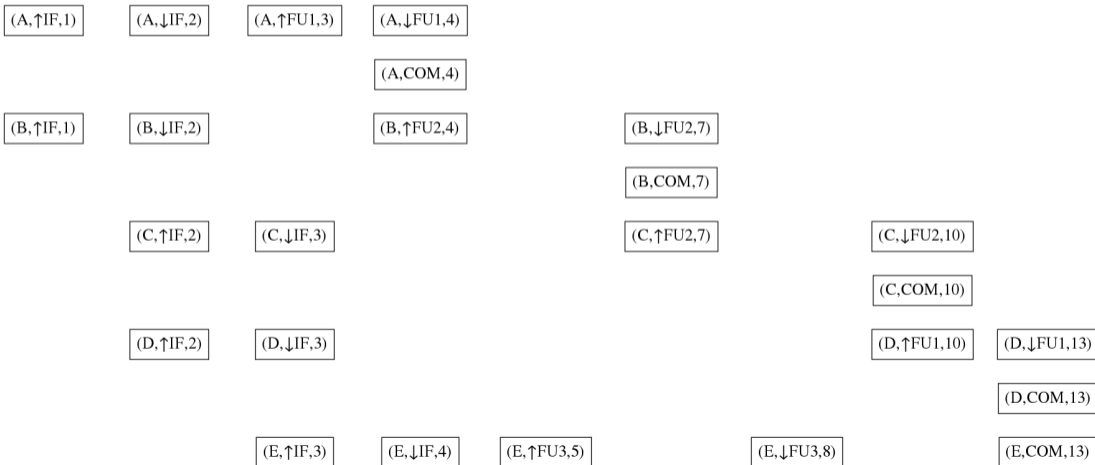 (A,↑IF,1) (A,↓IF,2) (A,↑FU1,3) (A,↓FU1,4)
(A,COM,4)
(B,↑IF,1) (B,↓IF,2) (B,↑FU2,4) (B,↓FU2,7)
(B,COM,7)
(C,↑IF,2) (C,↓IF,3) (C,↑FU2,7) (C,↓FU2,10)
(C,COM,10)
(D,↑IF,2) (D,↓IF,3) (D,↑FU1,10) (D,↓FU1,13)
(D,COM,13)
(E,↑IF,3) (E,↓IF,4) (E,↑FU3,5) (E,↓FU3,8) (E,COM,13)